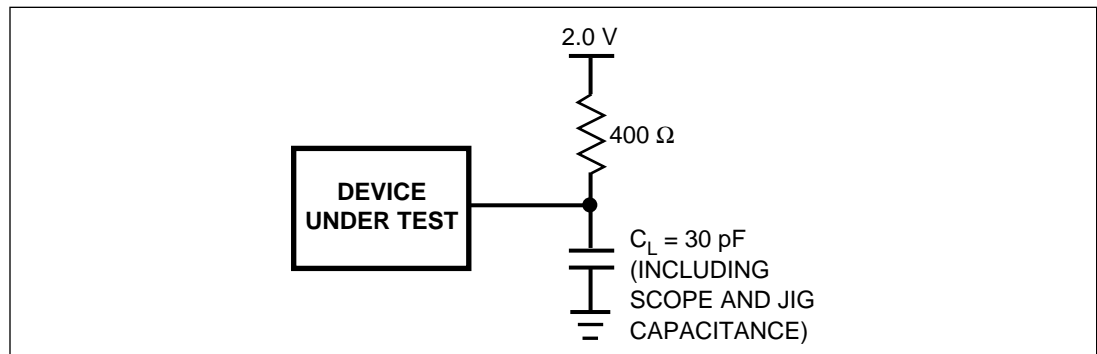 2.0 V
400 Ω
DEVICE
UNDER TEST
C_L = 30 pF
(INCLUDING
SCOPE AND JIG
CAPACITANCE)